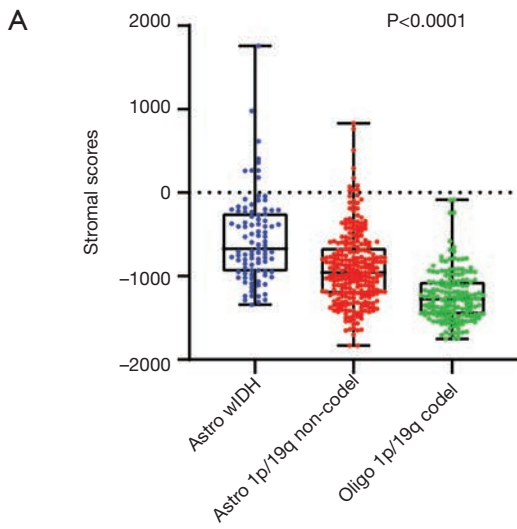 A
P<0.0001
2000
1000
0
−1000
−2000
Stromal scores
Astro wIDH
Astro 1p/19q non-codel
Oligo 1p/19q codel